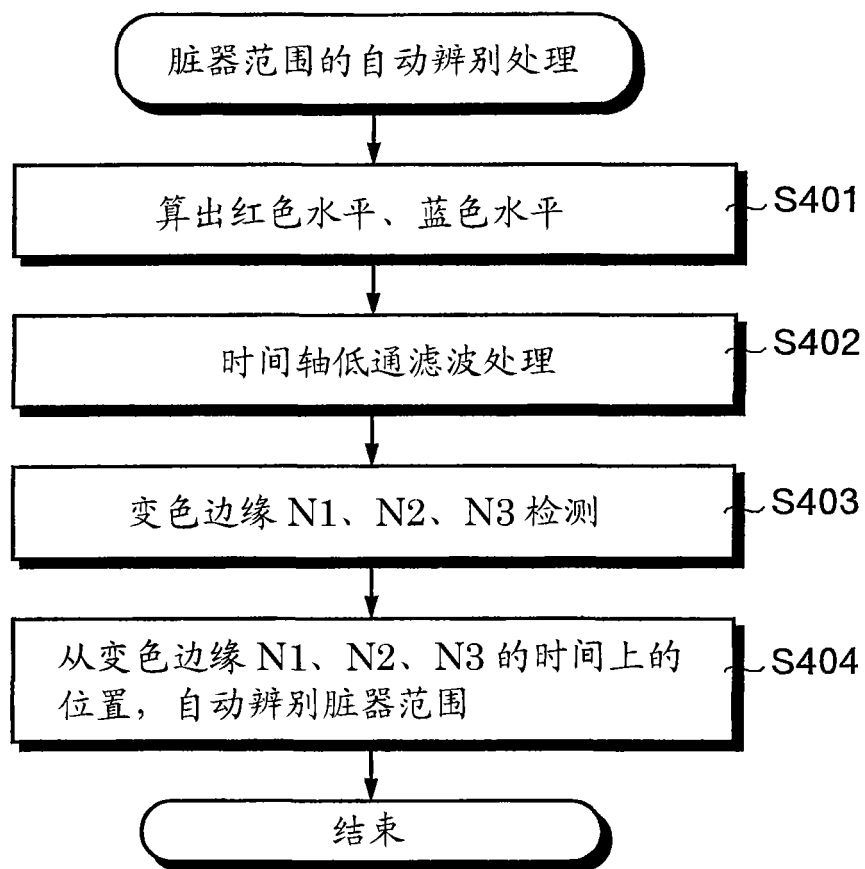 脏器范围的自动辨别处理
算出红色水平、蓝色水平
S401
时间轴低通滤波处理
S402
变色边缘 N1、N2、N3 检测
S403
从变色边缘 N1、N2、N3 的时间上的
位置，自动辨别脏器范围
S404
结束